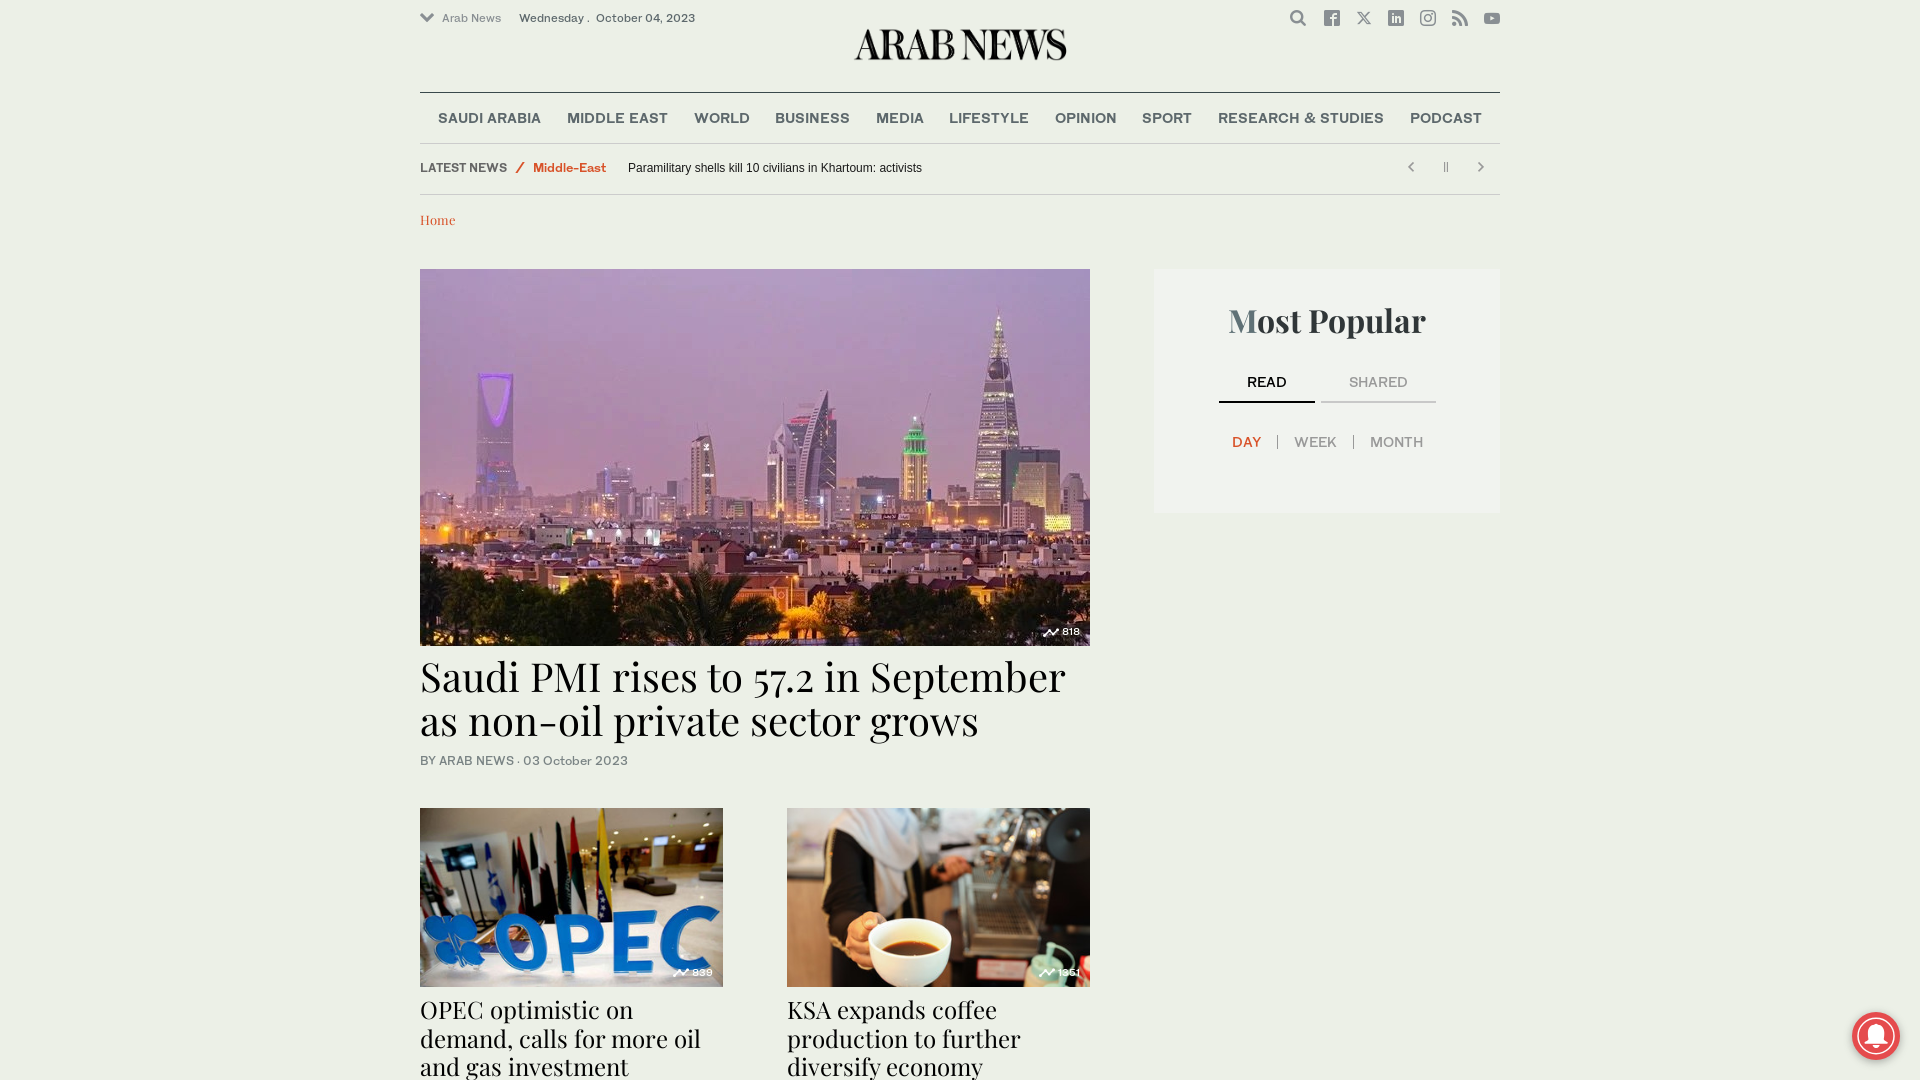 Arab News
Wednesday . October 04, 2023
ARAB NEWS
SAUDI ARABIA
MIDDLE EAST
WORLD
BUSINESS
MEDIA
LIFESTYLE
OPINION
SPORT
RESEARCH & STUDIES
PODCAST
LATEST NEWS / Middle-East
Paramilitary shells kill 10 civilians in Khartoum: activists
Home
818
Saudi PMI rises to 57.2 in September
as non-oil private sector grows
BY ARAB NEWS · 03 October 2023
Most Popular
READ
SHARED
DAY
WEEK
MONTH
OPEC
839
OPEC optimistic on
demand, calls for more oil
and gas investment
1351
KSA expands coffee
production to further
diversify economy